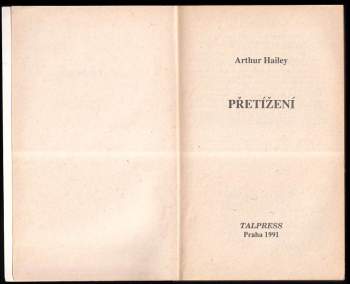 Arthur Hailey
PŘETÍŽENÍ
TALPRESS
Praha 1991